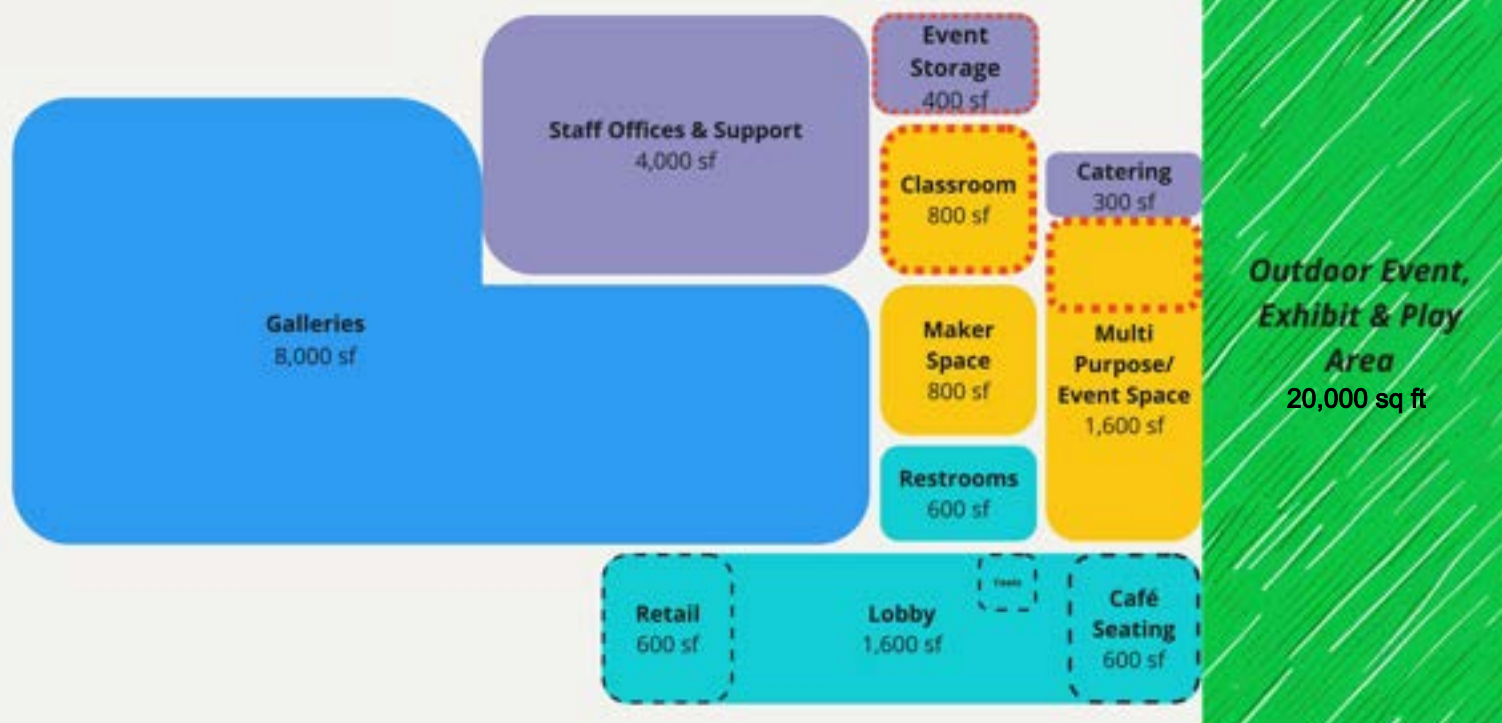 Event
Storage
400 sf
Staff Offices & Support
4,000 sf
Classroom
800 sf
Catering
300 sf
Galleries
8,000 sf
Maker
Space
800 sf
Multi
Purpose/
Event Space
1,600 sf
Outdoor Event,
Exhibit & Play
Area
20,000 sq ft
Restrooms
600 sf
Retail
600 sf
Lobby
1,600 sf
Café
Seating
600 sf